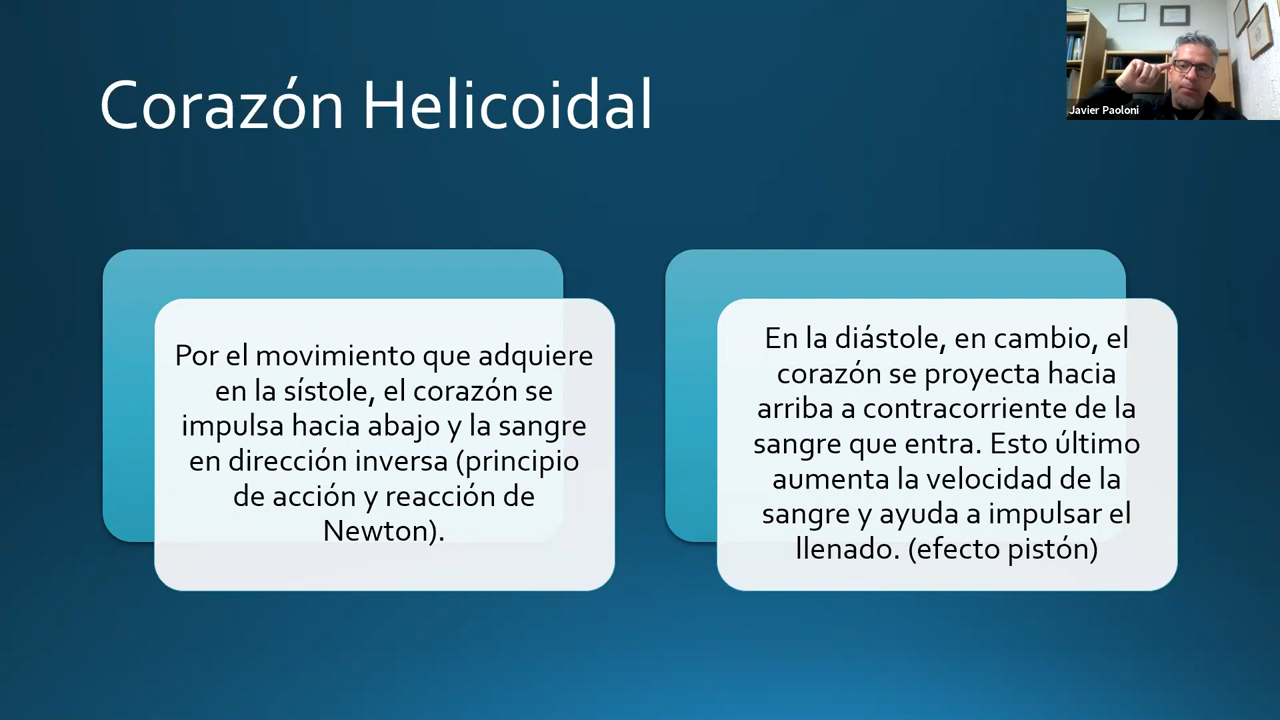 Corazón Helicoidal
Javier Paoloni
Por el movimiento que adquiere
en la sístole, el corazón se
impulsa hacia abajo y la sangre
en dirección inversa (principio
de acción y reacción de
Newton).
En la diástole, en cambio, el
corazón se proyecta hacia
arriba a contracorriente de la
sangre que entra. Esto último
aumenta la velocidad de la
sangre y ayuda a impulsar el
llenado. (efecto pistón)